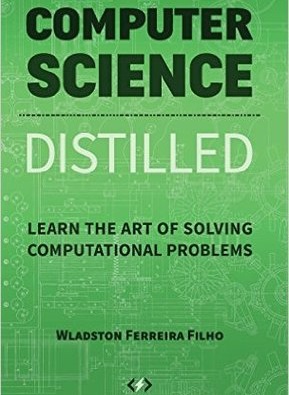 COMPUTER
SCIENCE
DISTILLED
LEARN THE ART OF SOLVING
COMPUTATIONAL PROBLEMS
WLADSTON FERREIRA FILHO